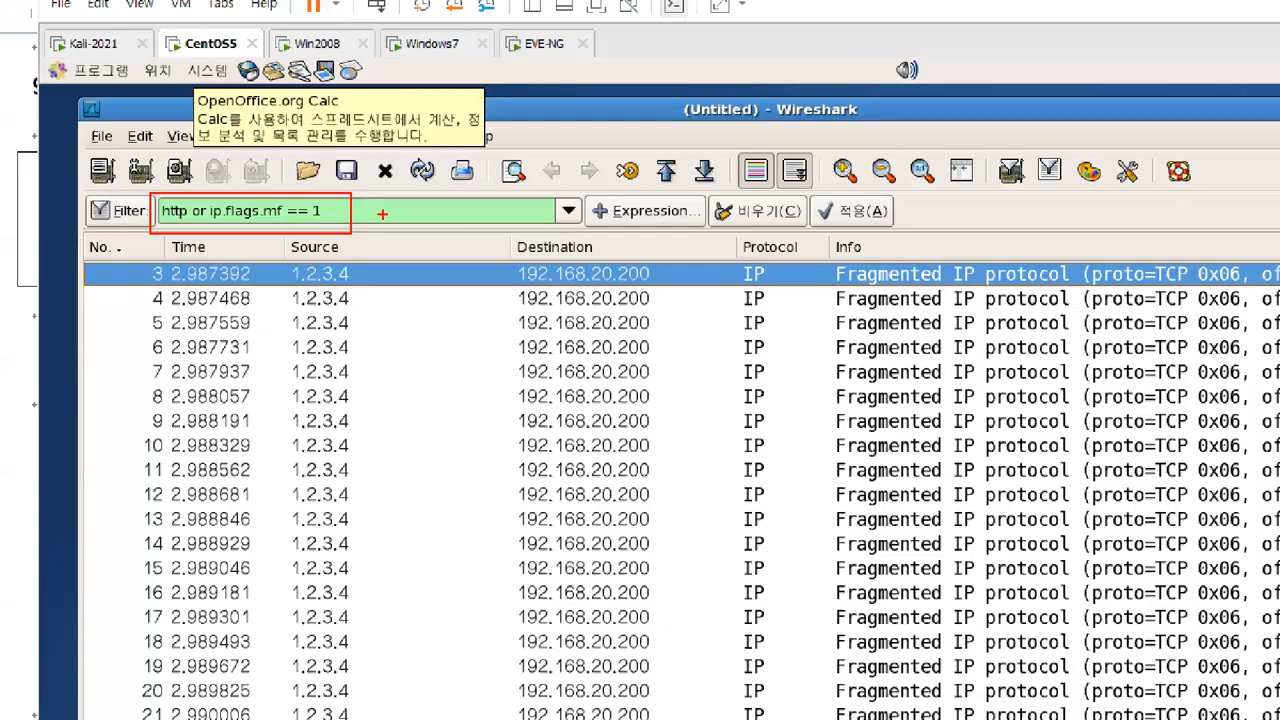 File Edit View VM Tabs Help
Kali-2021 CentOS5 Win2008 Windows7 EVE-NG
프로그램 위치 시스템
OpenOffice.org Calc
Calc를 사용하여 스프레드시트에서 계산, 정
보 분석 및 목록 관리를 수행합니다.
(Untitled) - Wireshark
File Edit View
Filter: http or ip.flags.mf == 1 Expression... 비우기(C) 적용(A)
No. Time Source Destination Protocol Info
3 2.987392 1.2.3.4 192.168.20.200 IP Fragmented IP protocol (proto=TCP 0x06, of
4 2.987468 1.2.3.4 192.168.20.200 IP Fragmented IP protocol (proto=TCP 0x06, of
5 2.987559 1.2.3.4 192.168.20.200 IP Fragmented IP protocol (proto=TCP 0x06, of
6 2.987731 1.2.3.4 192.168.20.200 IP Fragmented IP protocol (proto=TCP 0x06, of
7 2.987937 1.2.3.4 192.168.20.200 IP Fragmented IP protocol (proto=TCP 0x06, of
8 2.988057 1.2.3.4 192.168.20.200 IP Fragmented IP protocol (proto=TCP 0x06, of
9 2.988191 1.2.3.4 192.168.20.200 IP Fragmented IP protocol (proto=TCP 0x06, of
10 2.988329 1.2.3.4 192.168.20.200 IP Fragmented IP protocol (proto=TCP 0x06, of
11 2.988562 1.2.3.4 192.168.20.200 IP Fragmented IP protocol (proto=TCP 0x06, of
12 2.988681 1.2.3.4 192.168.20.200 IP Fragmented IP protocol (proto=TCP 0x06, of
13 2.988846 1.2.3.4 192.168.20.200 IP Fragmented IP protocol (proto=TCP 0x06, of
14 2.988929 1.2.3.4 192.168.20.200 IP Fragmented IP protocol (proto=TCP 0x06, of
15 2.989046 1.2.3.4 192.168.20.200 IP Fragmented IP protocol (proto=TCP 0x06, of
16 2.989181 1.2.3.4 192.168.20.200 IP Fragmented IP protocol (proto=TCP 0x06, of
17 2.989301 1.2.3.4 192.168.20.200 IP Fragmented IP protocol (proto=TCP 0x06, of
18 2.989493 1.2.3.4 192.168.20.200 IP Fragmented IP protocol (proto=TCP 0x06, of
19 2.989672 1.2.3.4 192.168.20.200 IP Fragmented IP protocol (proto=TCP 0x06, of
20 2.989825 1.2.3.4 192.168.20.200 IP Fragmented IP protocol (proto=TCP 0x06, of
21 2.990006 1.2.3.4 192.168.20.200 IP Fragmented IP protocol (proto=TCP 0x06, of